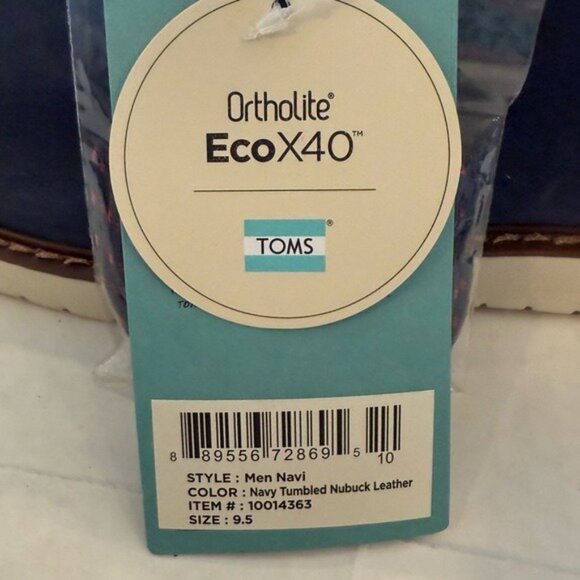 Ortholite®
EcoX40™
TOMS®
TOM
8 89556 72869 5 10
STYLE : Men Navi
COLOR : Navy Tumbled Nubuck Leather
ITEM # : 10014363
SIZE : 9.5